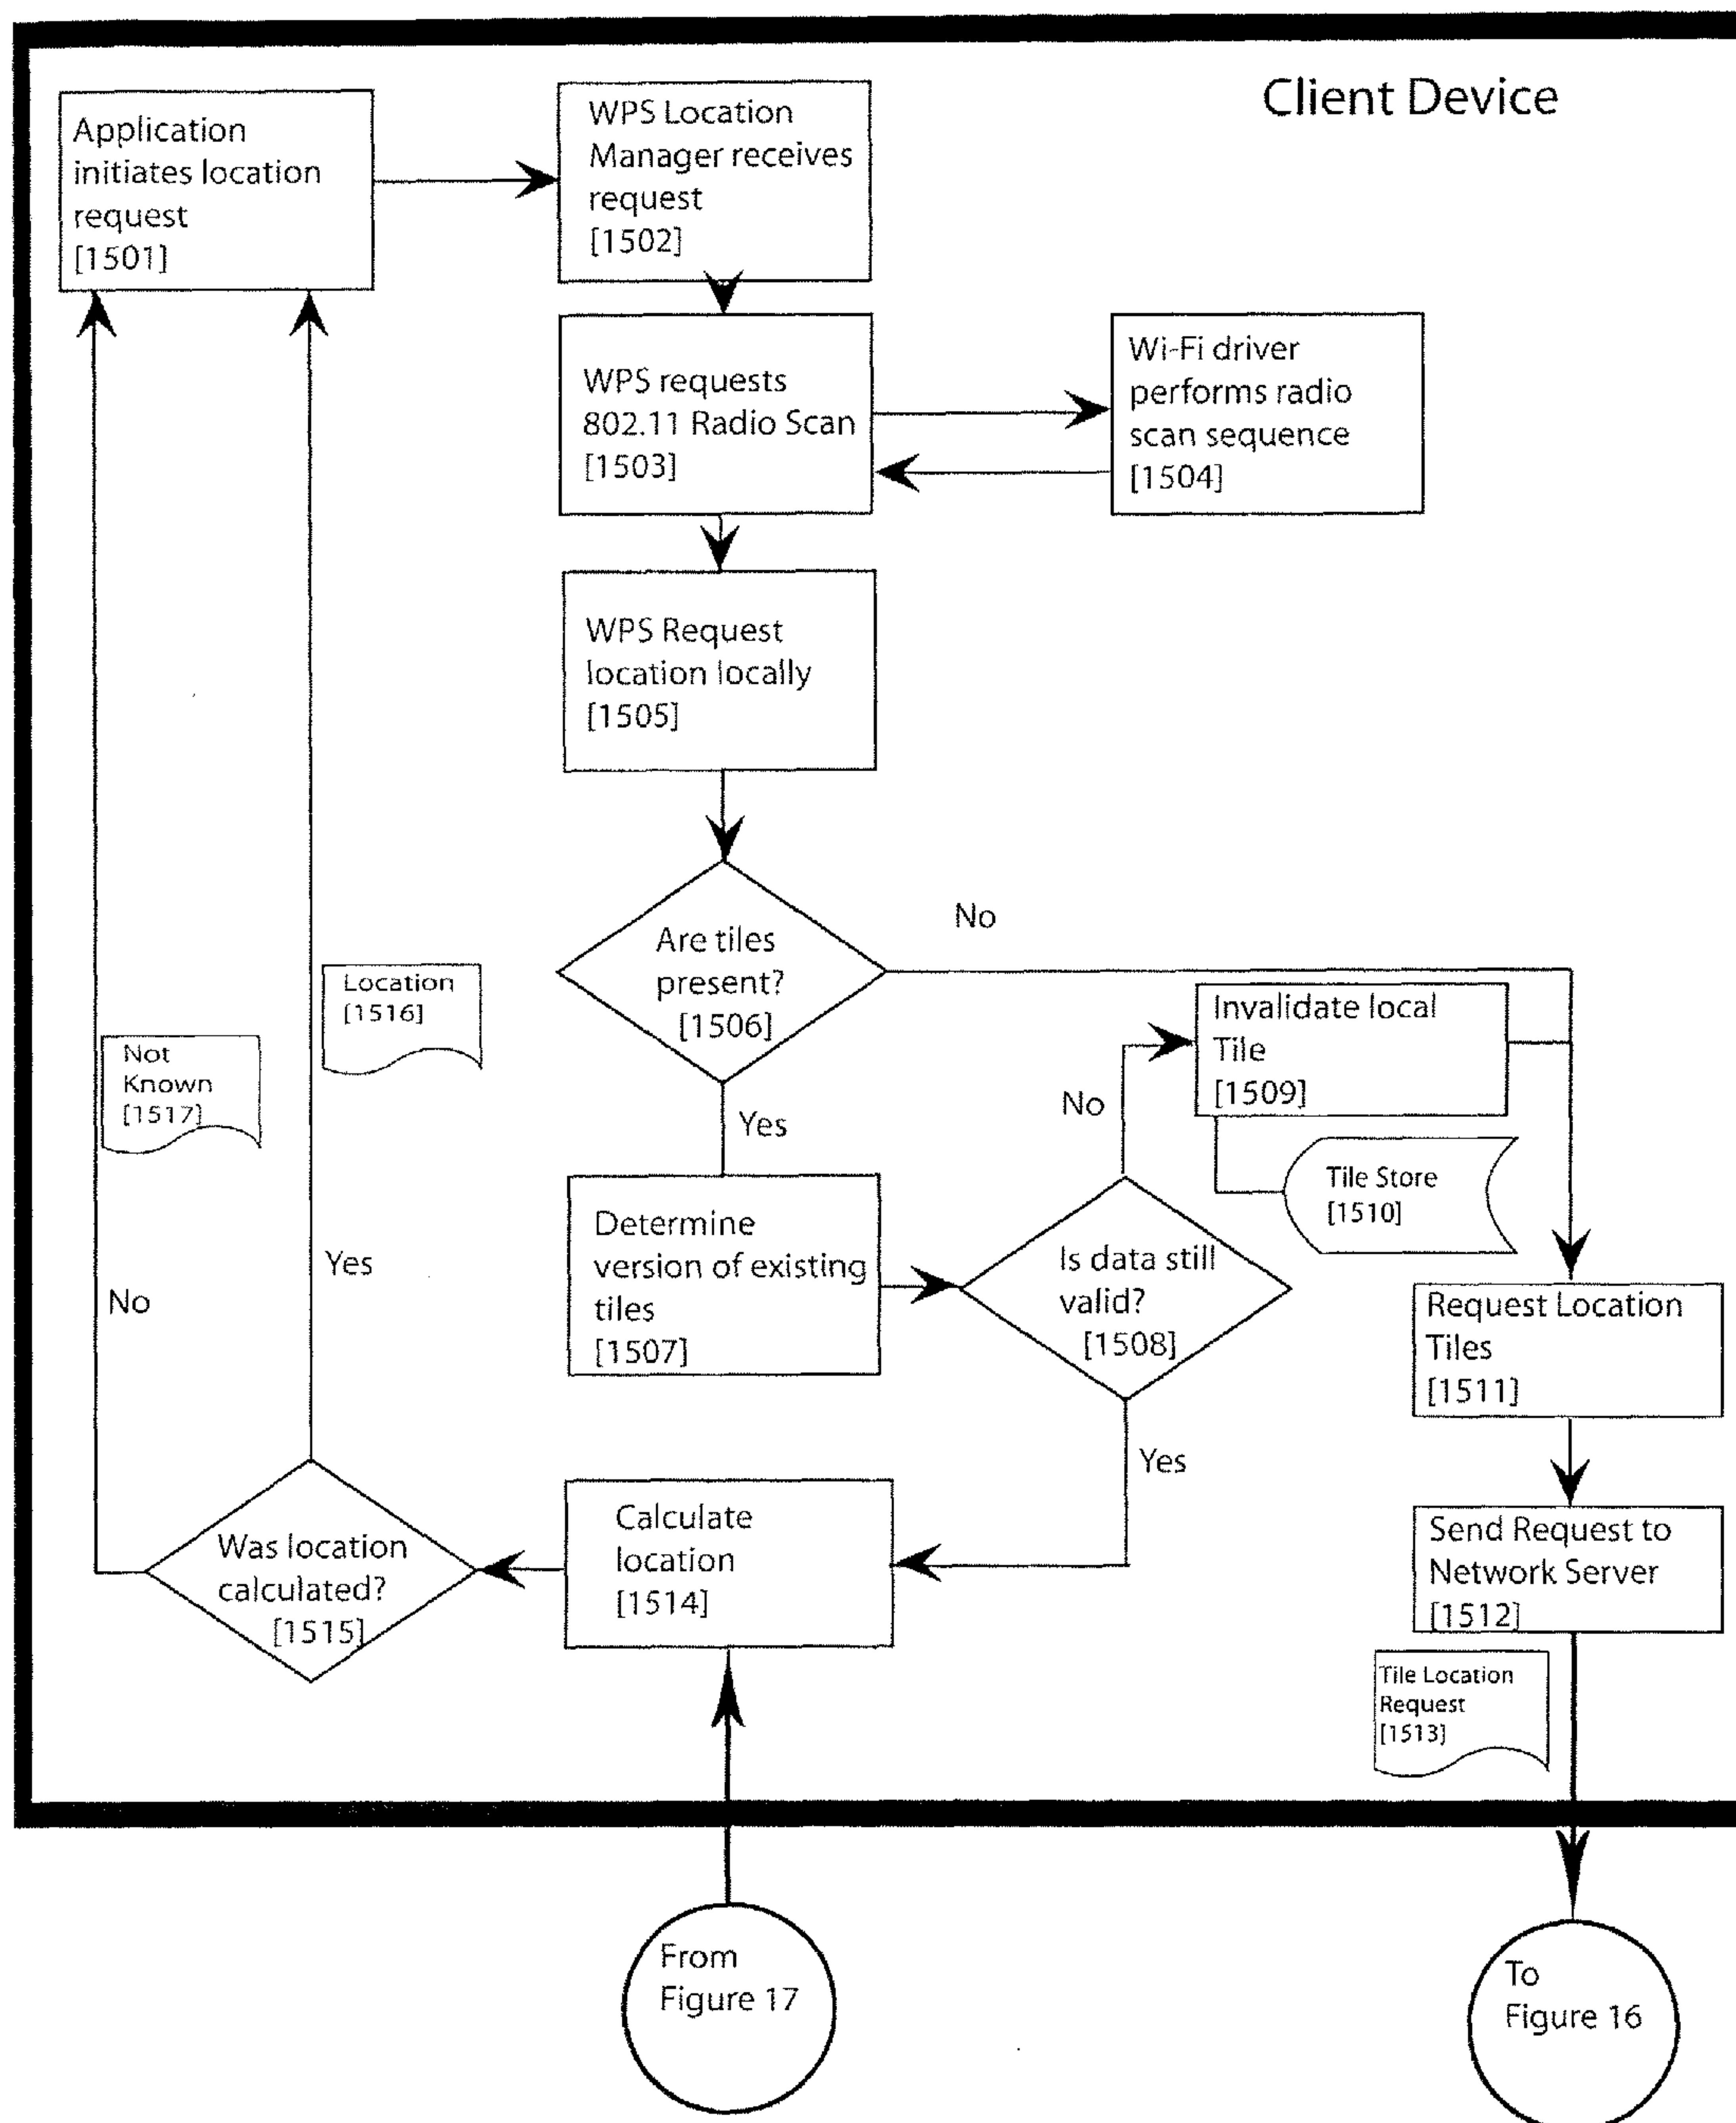 Client Device
Application
initiates location
request
[1501]
WPS Location
Manager receives
request
[1502]
WPS requests
802.11 Radio Scan
[1503]
Wi-Fi driver
performs radio
scan sequence
[1504]
WPS Request
location locally
[1505]
Are tiles
present?
[1506]
No
Yes
Invalidate local
Tile
[1509]
Tile Store
[1510]
Location
[1516]
Not
Known
[1517]
Determine
version of existing
tiles
[1507]
Is data still
valid?
[1508]
No
Yes
Request Location
Tiles
[1511]
Send Request to
Network Server
[1512]
Tile Location
Request
[1513]
Calculate
location
[1514]
Was location
calculated?
[1515]
Yes
No
From
Figure 17
To
Figure 16